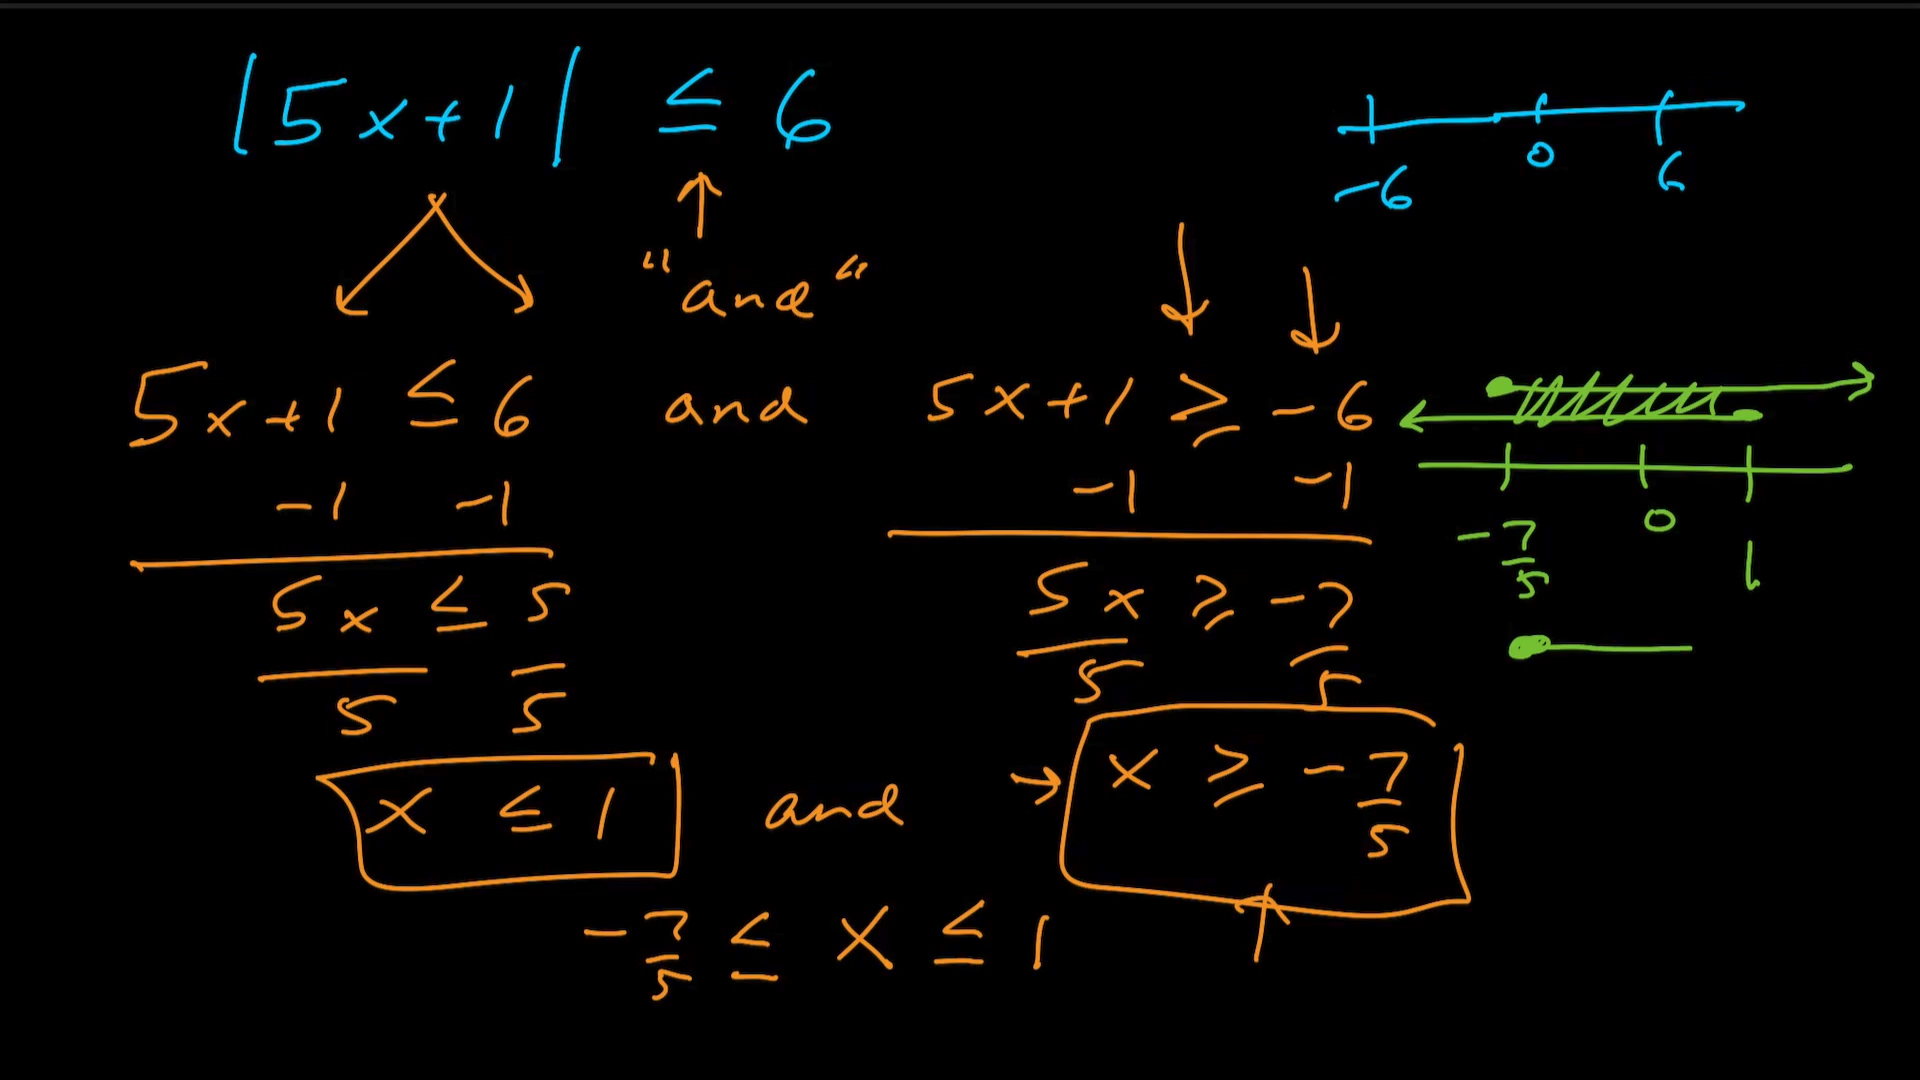 |5x+1| ≤ 6
-6 0 6
"and"
5x+1 ≤ 6 and 5x+1 ≥ -6
-1 -1 -1 -1
-7/5 0 1
5x ≤ 5 5x ≥ -7
5 5 5 5
x ≤ 1 and x ≥ -7/5
-7/5 ≤ x ≤ 1